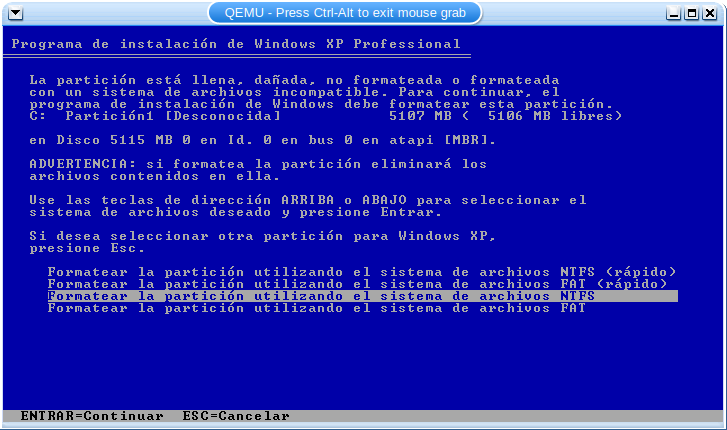 QEMU - Press Ctrl-Alt to exit mouse grab
Programa de instalación de Windows XP Professional
La partición está llena, dañada, no formateada o formateada
con un sistema de archivos incompatible. Para continuar, el
programa de instalación de Windows debe formatear esta partición.
C: Partición1 [Desconocida] 5107 MB ( 5106 MB libres)
en Disco 5115 MB 0 en Id. 0 en bus 0 en atapi [MBR].
ADVERTENCIA: si formatea la partición eliminará los
archivos contenidos en ella.
Use las teclas de dirección ARRIBA o ABAJO para seleccionar el
sistema de archivos deseado y presione Entrar.
Si desea seleccionar otra partición para Windows XP,
presione Esc.
Formatear la partición utilizando el sistema de archivos NTFS (rápido)
Formatear la partición utilizando el sistema de archivos FAT (rápido)
Formatear la partición utilizando el sistema de archivos NTFS
Formatear la partición utilizando el sistema de archivos FAT
ENTRAR=Continuar ESC=Cancelar